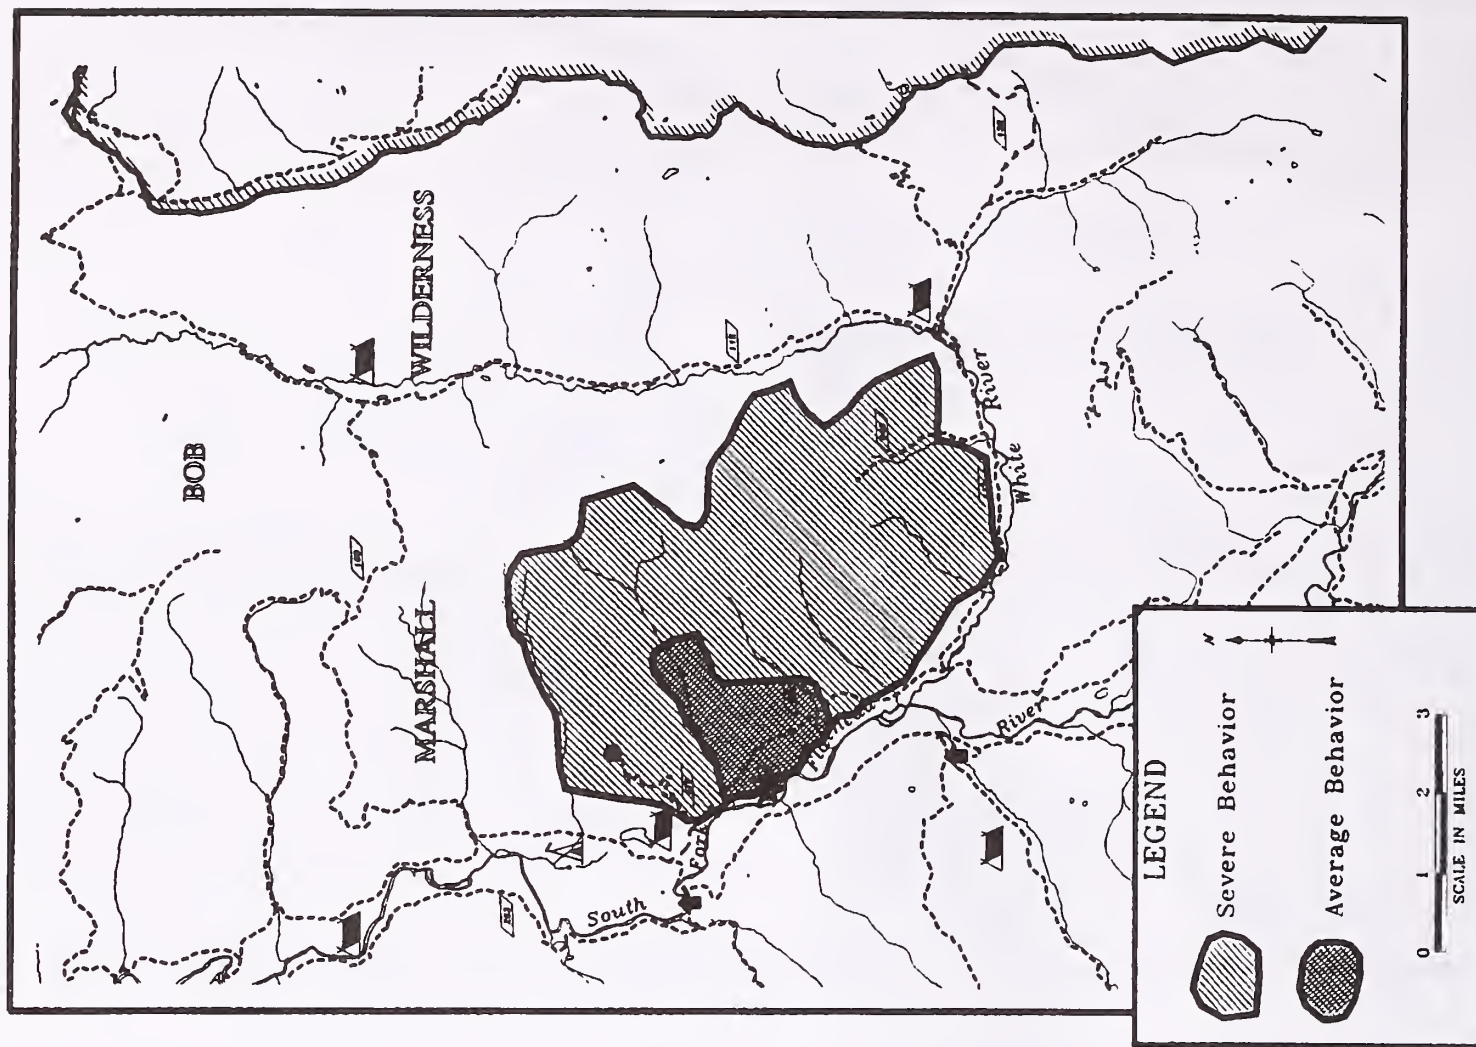 BOB
MARSHALL
WILDERNESS
White
River
South
Fork
River
110
LEGEND
N
Severe Behavior
Average Behavior
0 1 2 3
SCALE IN MILES